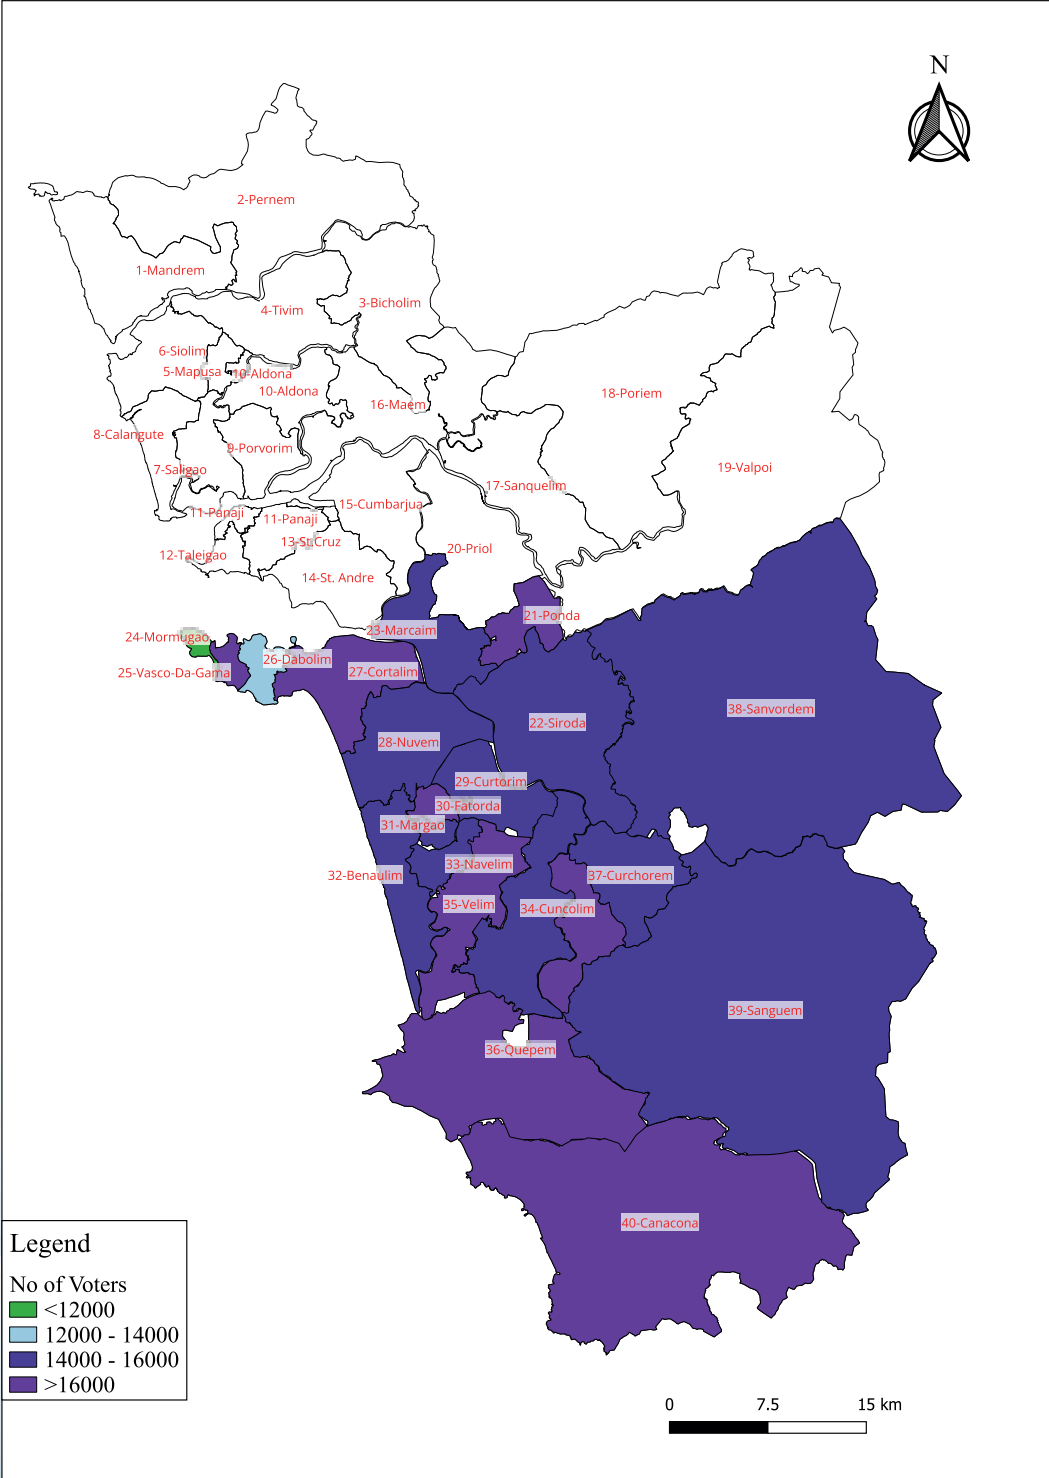 N
2-Pernem
1-Mandrem
3-Bicholim
4-Tivim
6-Siolim
5-Mapusa
10-Aldona
10-Aldona
18-Poriem
16-Maem
8-Calangute
9-Porvorim
19-Valpoi
7-Saligao
17-Sanquelim
15-Cumbarjua
11-Panaji
11-Panaji
13-St.Cruz
20-Priol
12-Taleigao
14-St. Andre
21-Ponda
23-Marcaim
24-Mormugao
26-Dabolim
25-Vasco-Da-Gama
27-Cortalim
38-Sanvordem
22-Siroda
28-Nuvem
29-Curtorim
30-Fatorda
31-Margao
33-Navelim
32-Benaulim
37-Curchorem
35-Velim
34-Cuncolim
39-Sanguem
36-Quepem
40-Canacona
Legend
No of Voters
<12000
12000 - 14000
14000 - 16000
>16000
0 7.5 15 km